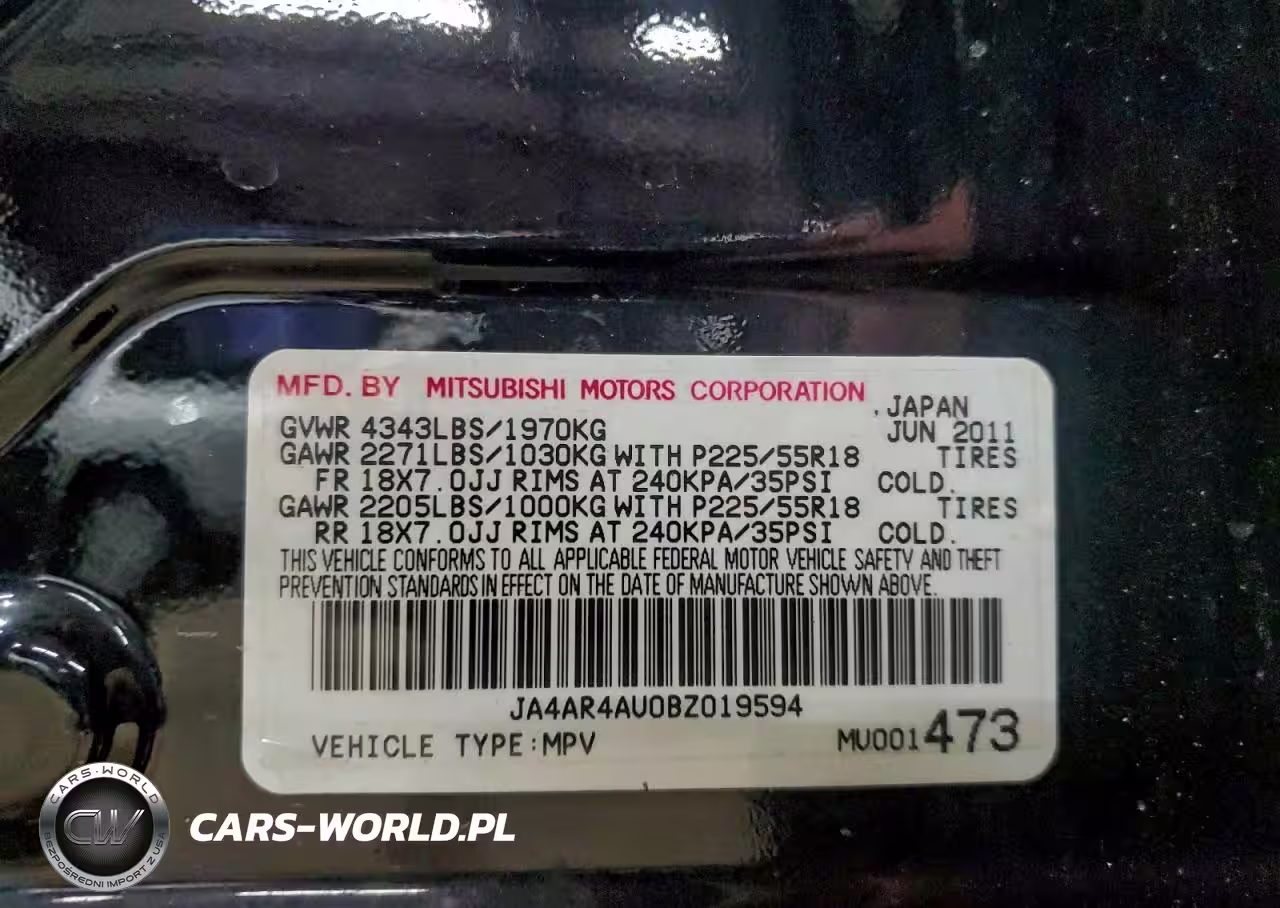 MFD. BY MITSUBISHI MOTORS CORPORATION
, JAPAN
GVWR 4343LBS/1970KG JUN 2011
GAWR 2271LBS/1030KG WITH P225/55R18 TIRES
FR 18X7.0JJ RIMS AT 240KPA/35PSI COLD.
GAWR 2205LBS/1000KG WITH P225/55R18 TIRES
RR 18X7.0JJ RIMS AT 240KPA/35PSI COLD.
THIS VEHICLE CONFORMS TO ALL APPLICABLE FEDERAL MOTOR VEHICLE SAFETY AND THEFT
PREVENTION STANDARDS IN EFFECT ON THE DATE OF MANUFACTURE SHOWN ABOVE.
JA4AR4AU0BZ019594
VEHICLE TYPE:MPV MU001473
CARS-WORLD
CW
BEZPOŚREDNI IMPORT Z USA
CARS-WORLD.PL